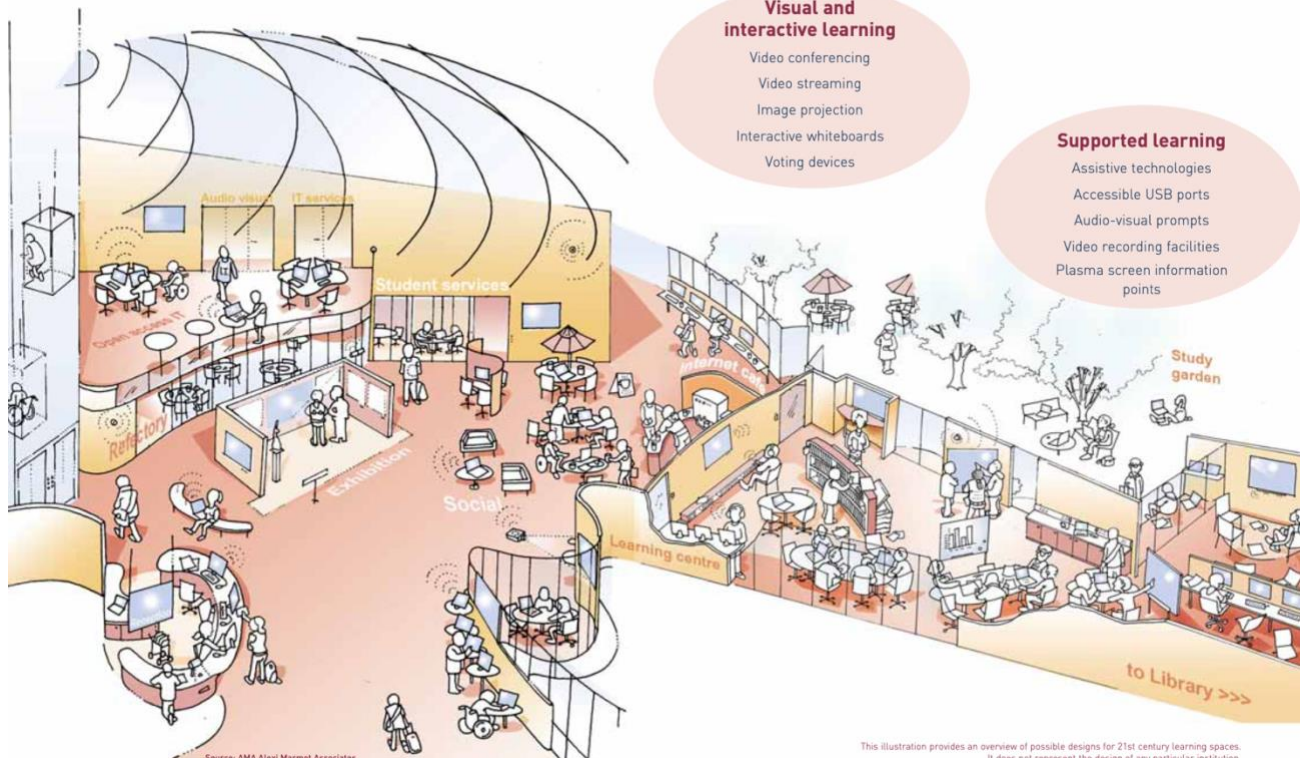 Visual and
interactive learning
Video conferencing
Video streaming
Image projection
Interactive whiteboards
Voting devices
Supported learning
Assistive technologies
Accessible USB ports
Audio-visual prompts
Video recording facilities
Plasma screen information
points
Audio visual
IT services
Student services
Open access IT
Internet cafe
Study
garden
Refectory
Exhibition
Social
Learning centre
to Library >>>
Source: AMA Alexi Marmot Associates
This illustration provides an overview of possible designs for 21st century learning spaces.
It does not represent the design of any particular institution.